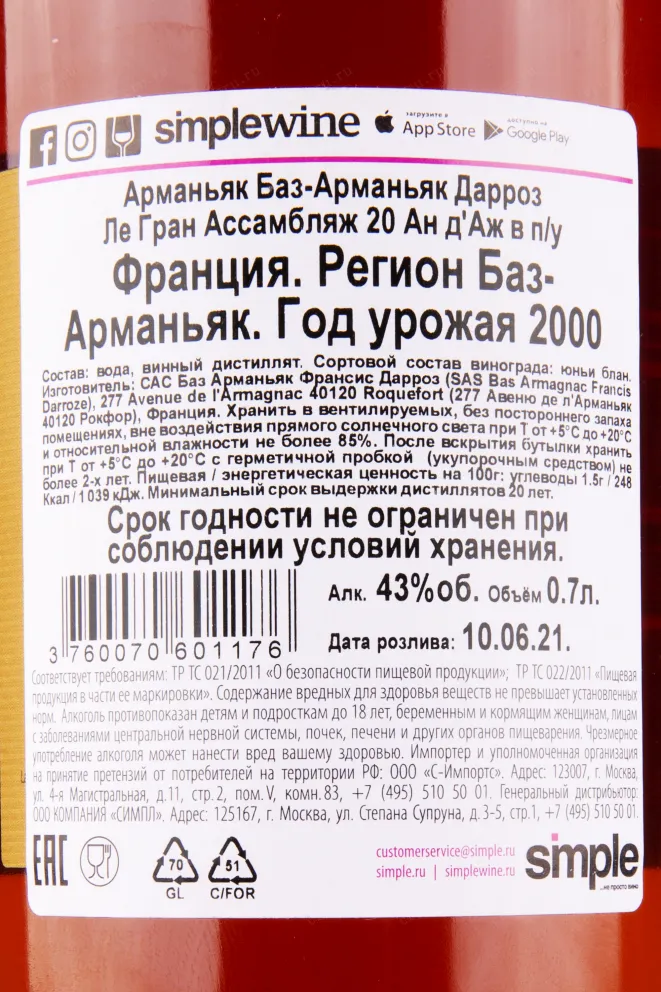 simplewine
загрузите в
App Store
доступно на
Google Play
Арманьяк Баз-Арманьяк Дарроз
Ле Гран Ассамбляж 20 Ан д'Аж в п/у
Франция. Регион Баз-
Арманьяк. Год урожая 2000
Состав: вода, винный дистиллят. Сортовой состав винограда: юньи блан.
Изготовитель: САС Баз Арманьяк Франсис Дарроз (SAS Bas Armagnac Francis
Darroze), 277 Avenue de l'Armagnac 40120 Roquefort (277 Авеню де л'Арманьяк
40120 Рокфор), Франция. Хранить в вентилируемых, без постороннего запаха
помещениях, вне воздействия прямого солнечного света при Т от +5°С до +20°С
и относительной влажности не более 85%. После вскрытия бутылки хранить
при Т от +5°С до +20°С с герметичной пробкой (укупорочным средством) не
более 2-х лет. Пищевая / энергетическая ценность на 100г: углеводы 1.5г / 248
Ккал / 1 039 кДж. Минимальный срок выдержки дистиллятов 20 лет.
Срок годности не ограничен при
соблюдении условий хранения.
Алк. 43%об. Объём 0.7л.
3 760070 601176
Дата розлива: 10.06.21.
Соответствует требованиям: ТР ТС 021/2011 «О безопасности пищевой продукции»; ТР ТС 022/2011 «Пищевая
продукция в части ее маркировки». Содержание вредных для здоровья веществ не превышает установленных
норм. Алкоголь противопоказан детям и подросткам до 18 лет, беременным и кормящим женщинам, лицам
с заболеваниями центральной нервной системы, почек, печени и других органов пищеварения. Чрезмерное
употребление алкоголя может нанести вред вашему здоровью. Импортер и уполномоченная организация
на принятие претензий от потребителей на территории РФ: ООО «С-Импортс». Адрес: 123007, г. Москва,
ул. 4-я Магистральная, д.11, стр.2, пом.V, комн.83, +7 (495) 510 50 01. Генеральный дистрибьютор:
ООО КОМПАНИЯ «СИМПЛ», Адрес: 125167, г. Москва, ул. Степана Супруна, д.3-5, стр.1, +7 (495) 510 50 01.
EAC
70
GL
51
C/FOR
customerservice@simple.ru
simple.ru | simplewine.ru
simple
...не просто вино